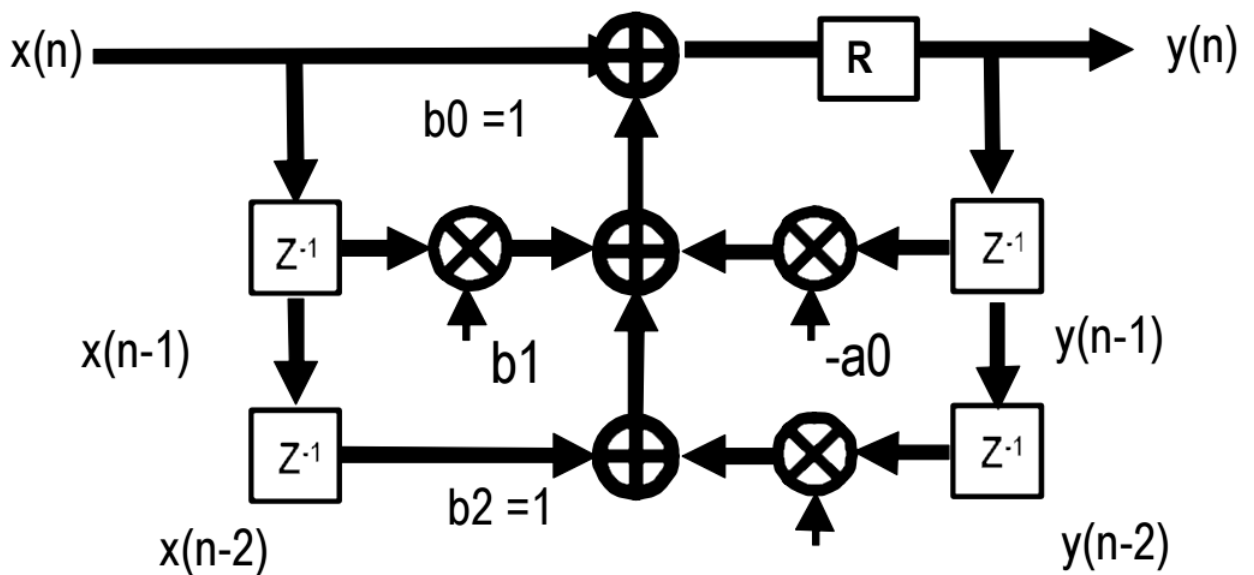 x(n)
R
y(n)
b0 =1
Z-1
Z-1
x(n-1)
b1
-a0
y(n-1)
Z-1
Z-1
b2 =1
x(n-2)
y(n-2)